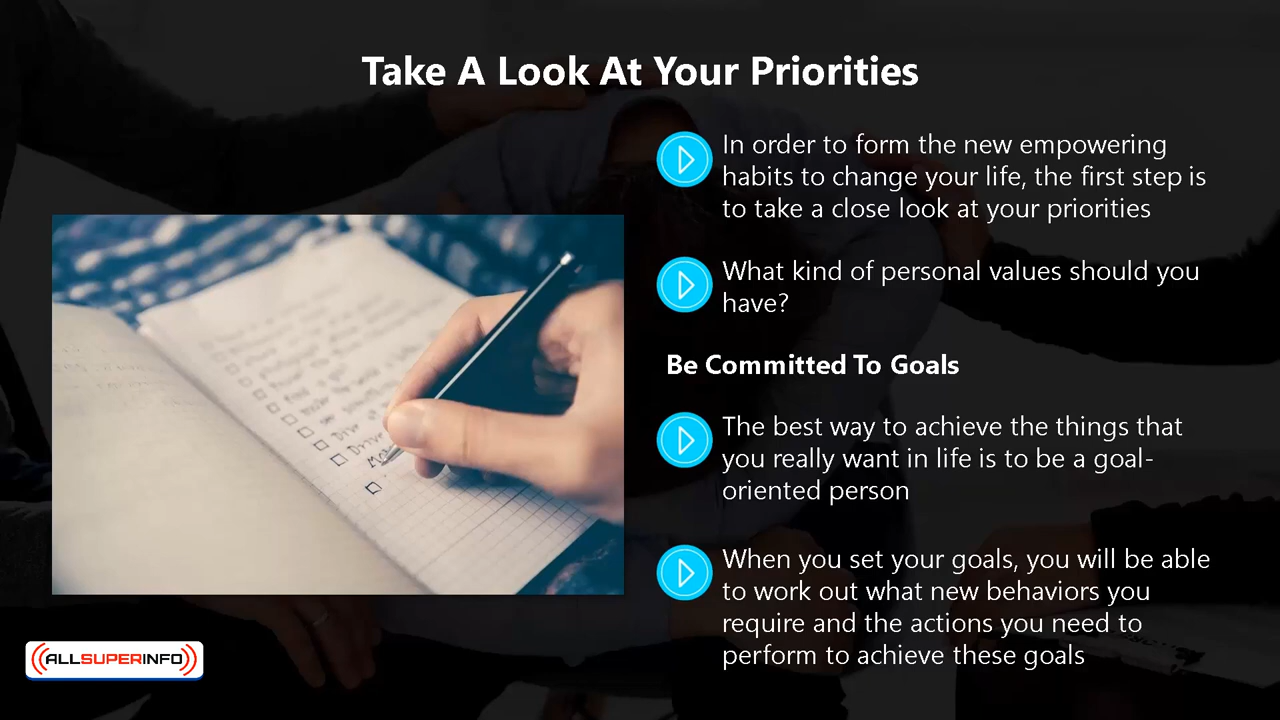 Take A Look At Your Priorities
In order to form the new empowering
habits to change your life, the first step is
to take a close look at your priorities
What kind of personal values should you
have?
Be Committed To Goals
The best way to achieve the things that
you really want in life is to be a goal-
oriented person
When you set your goals, you will be able
to work out what new behaviors you
require and the actions you need to
perform to achieve these goals
ALLSUPERINFO